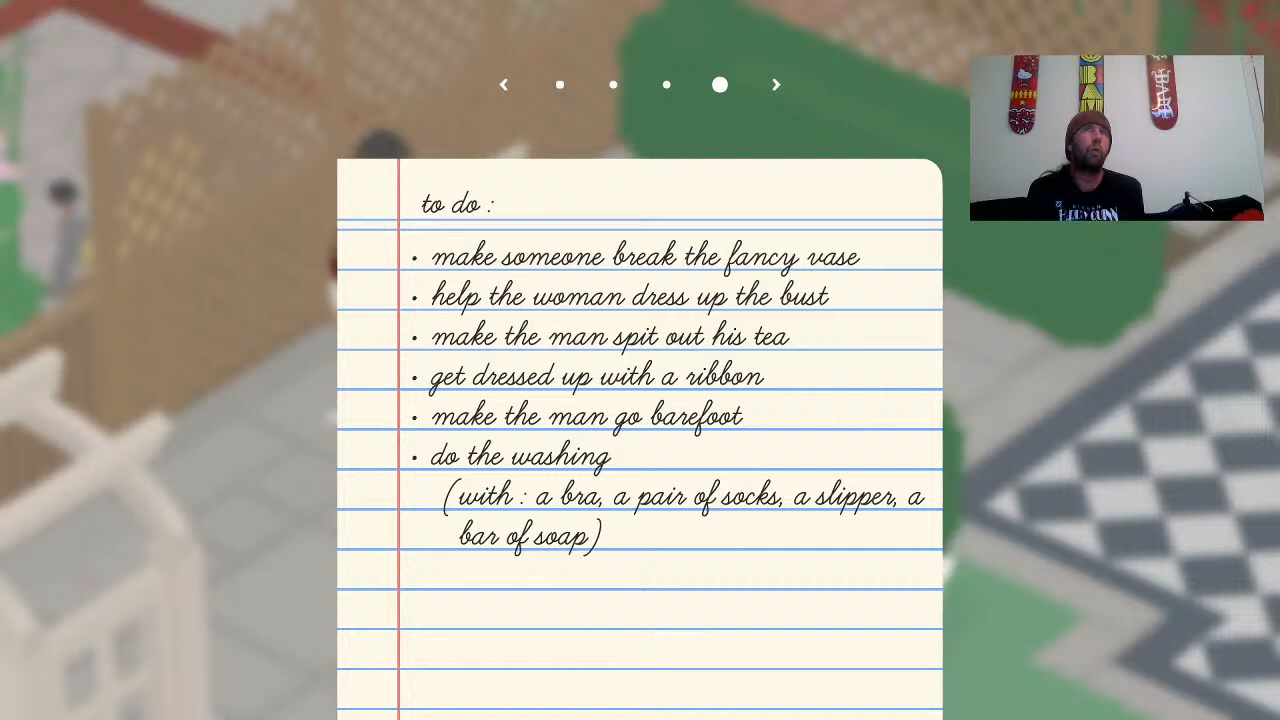 to do :
• make someone break the fancy vase
• help the woman dress up the bust
• make the man spit out his tea
• get dressed up with a ribbon
• make the man go barefoot
• do the washing
(with : a bra, a pair of socks, a slipper, a
bar of soap)